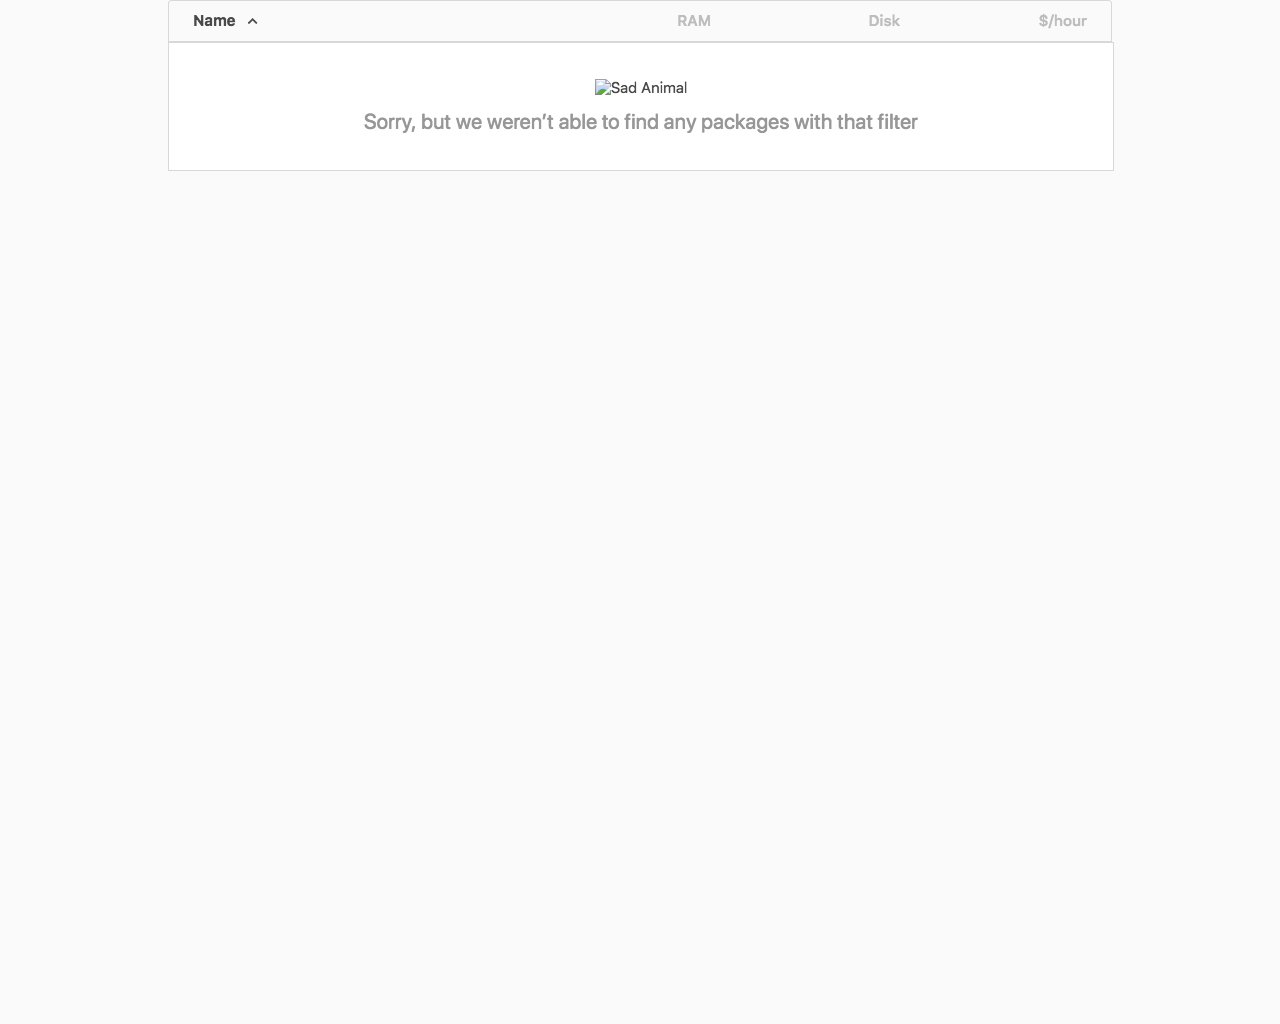 Name RAM Disk $/hour
Sad Animal
Sorry, but we weren’t able to find any packages with that filter